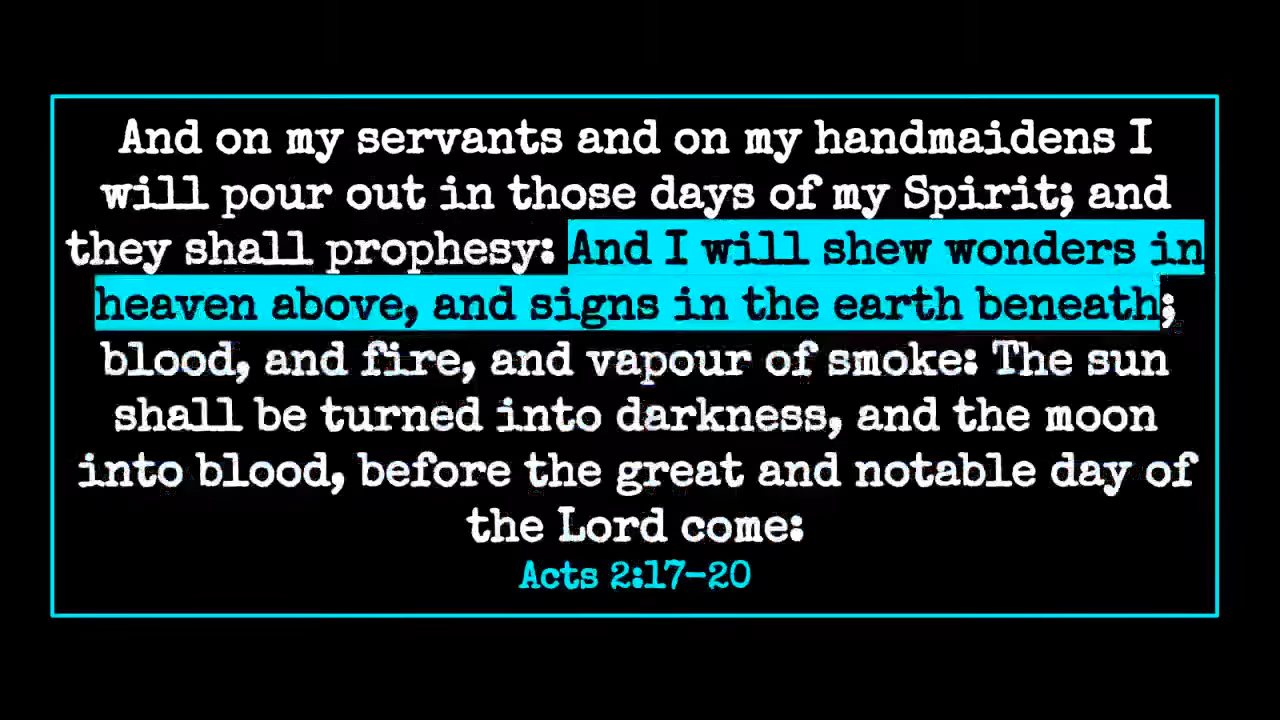 And on my servants and on my handmaidens I
will pour out in those days of my Spirit; and
they shall prophesy: And I will shew wonders in
heaven above, and signs in the earth beneath;
blood, and fire, and vapour of smoke: The sun
shall be turned into darkness, and the moon
into blood, before the great and notable day of
the Lord come:
Acts 2:17-20